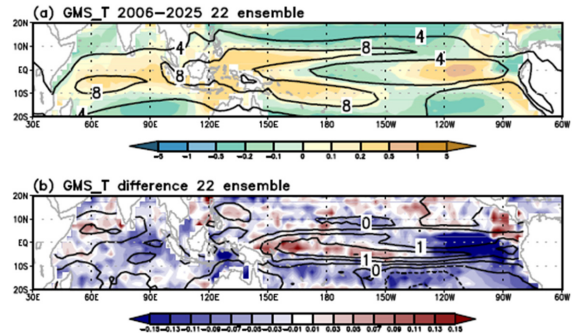 (a) GMS_T 2006−2025 22 ensemble
20N
10N
EQ
10S
20S
4
8
4
4
8
8
8
8
4
30E 60E 90E 120E 150E 180 150W 120W 90W 60W
−5 −1 −0.5 −0.2 −0.1 0 0.1 0.2 0.5 1 5
(b) GMS_T difference 22 ensemble
20N
10N
EQ
10S
20S
0
1
1
0
30E 60E 90E 120E 150E 180 150W 120W 90W 60W
−0.15−0.13−0.11−0.09−0.07−0.05−0.03−0.01 0.01 0.03 0.05 0.07 0.09 0.11 0.13 0.15